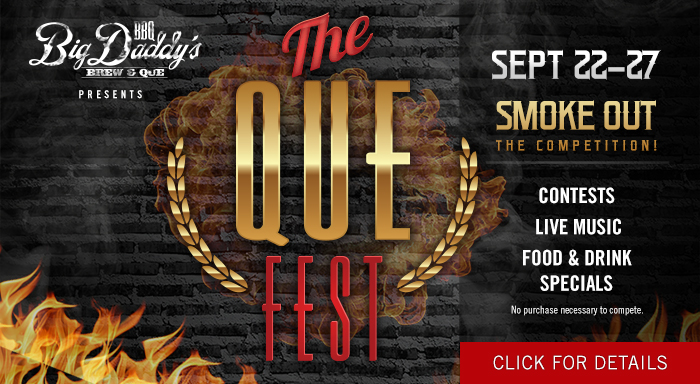 BBQ
Big Daddy's
BREW & QUE
PRESENTS
The
QUE
FEST
SEPT 22-27
SMOKE OUT
THE COMPETITION!
CONTESTS
LIVE MUSIC
FOOD & DRINK
SPECIALS
No purchase necessary to compete.
CLICK FOR DETAILS